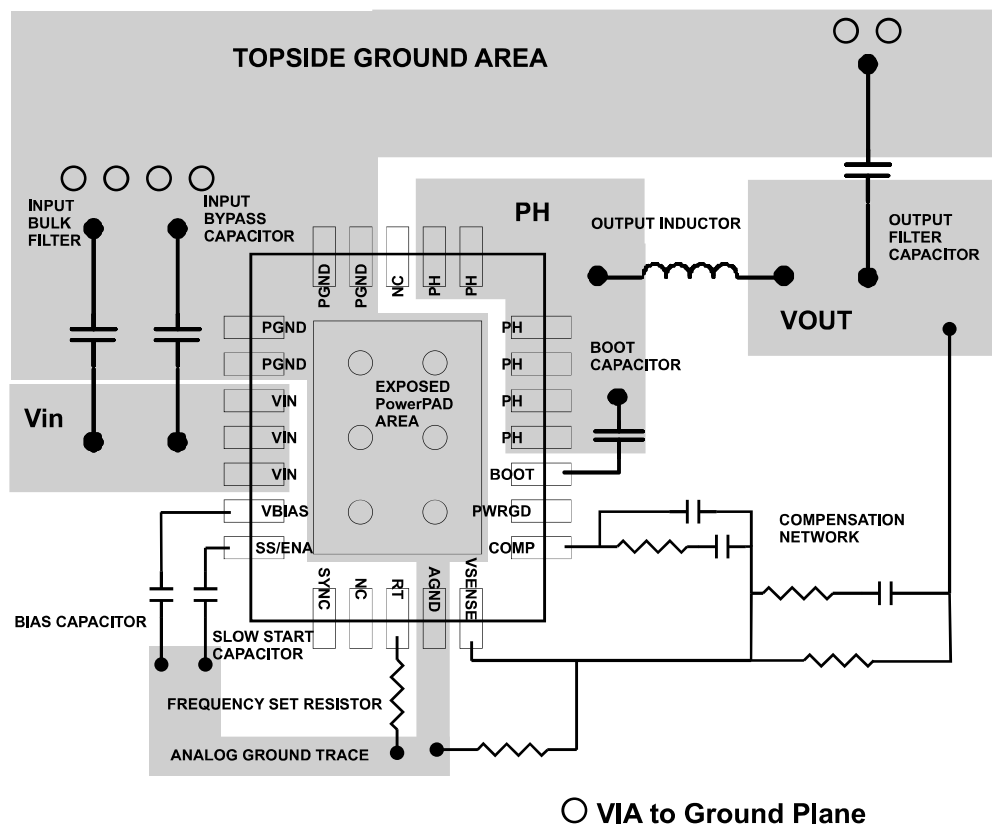 TOPSIDE GROUND AREA
INPUT
BULK
FILTER
INPUT
BYPASS
CAPACITOR
PH
OUTPUT INDUCTOR
OUTPUT
FILTER
CAPACITOR
VOUT
PGND
PGND
NC
PH
PH
PGND
PGND
VIN
VIN
VIN
VBIAS
SS/ENA
Vin
EXPOSED
PowerPAD
AREA
PH
PH
PH
PH
BOOT
PWRGD
COMP
BOOT
CAPACITOR
SYNC
NC
RT
AGND
VSENSE
COMPENSATION
NETWORK
BIAS CAPACITOR
SLOW START
CAPACITOR
FREQUENCY SET RESISTOR
ANALOG GROUND TRACE
VIA to Ground Plane